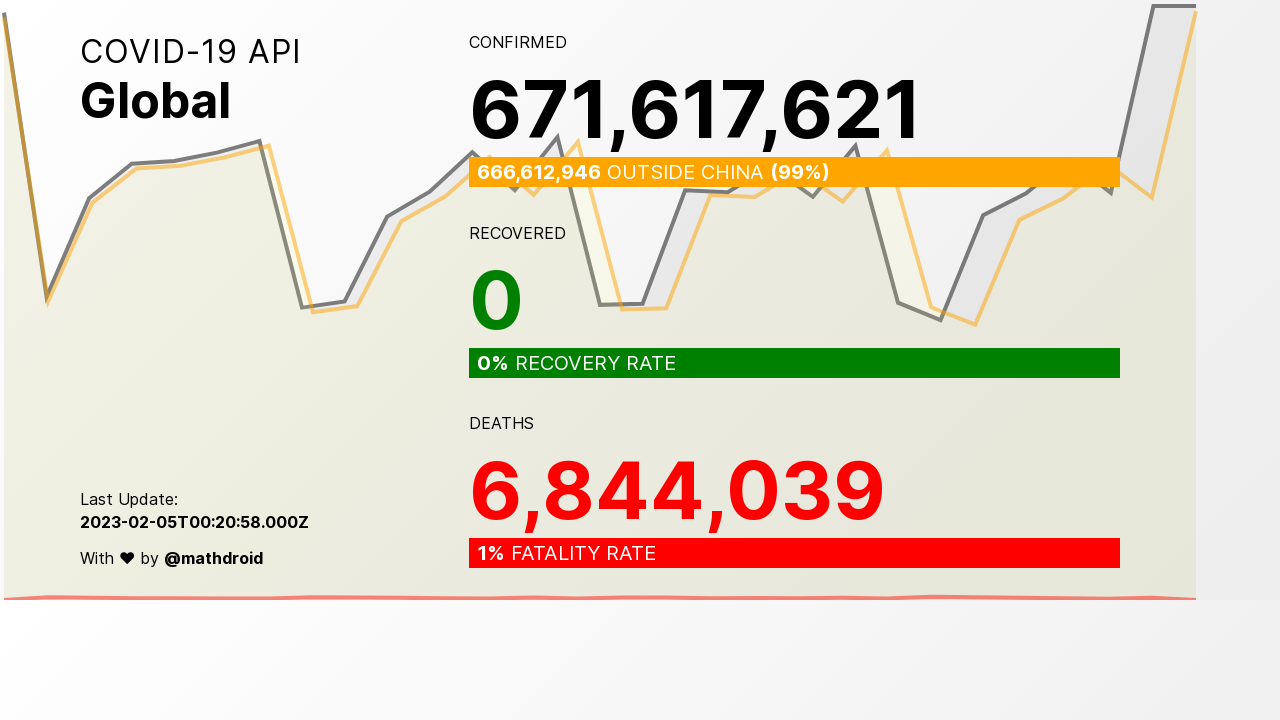 COVID-19 API
Global
CONFIRMED
671,617,621
666,612,946 OUTSIDE CHINA (99%)
RECOVERED
0
0% RECOVERY RATE
DEATHS
6,844,039
1% FATALITY RATE
Last Update:
2023-02-05T00:20:58.000Z
With ♥ by @mathdroid